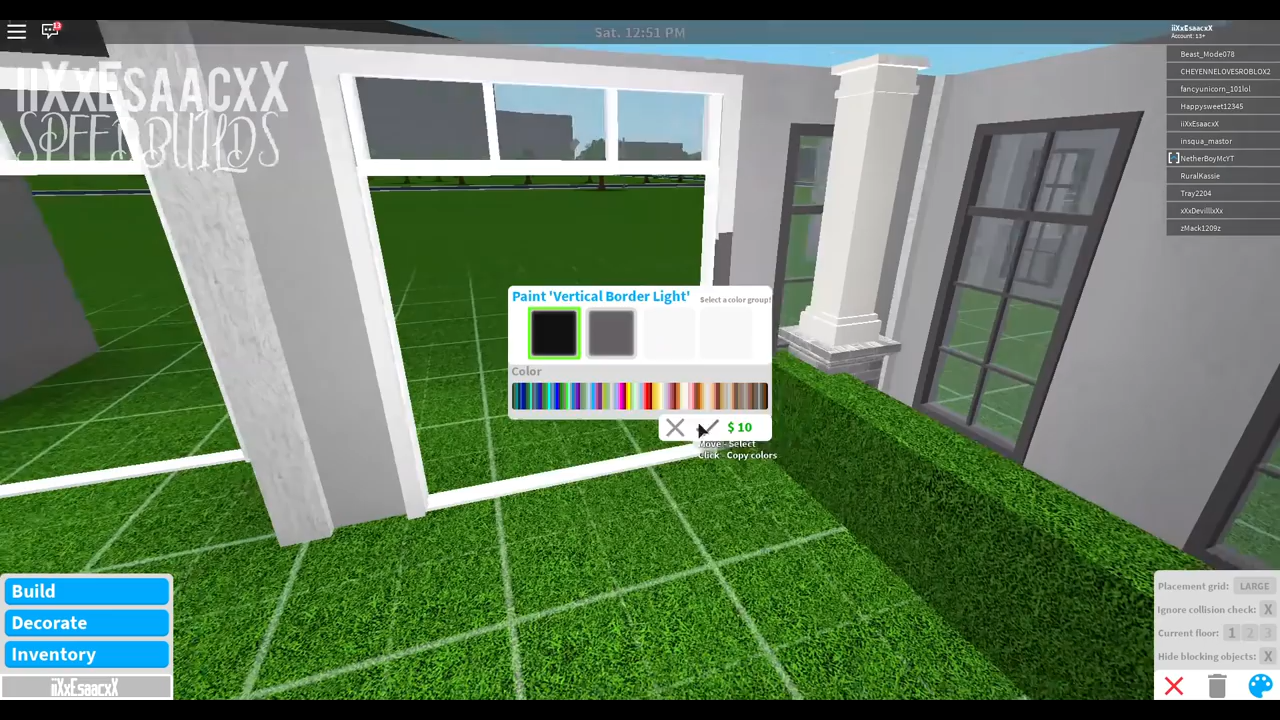 13
Sat. 12:51 PM
iiXxEsaacxX
Account: 13+
iiXxEsaacxX
SPEEDBUILDS
Beast_Mode078
CHEYENNELOVESROBLOX2
fancyunicorn_101lol
Happysweet12345
iiXxEsaacxX
insqua_mastor
NetherBoyMcYT
RuralKassie
Tray2204
xXxDevilllxXx
zMack1209z
Paint 'Vertical Border Light'
Select a color group!
Color
$ 10
Move - Select
Click - Copy colors
Build
Decorate
Inventory
iiXxEsaacxX
Placement grid: LARGE
Ignore collision check: X
Current floor: 1 2 3
Hide blocking objects: X